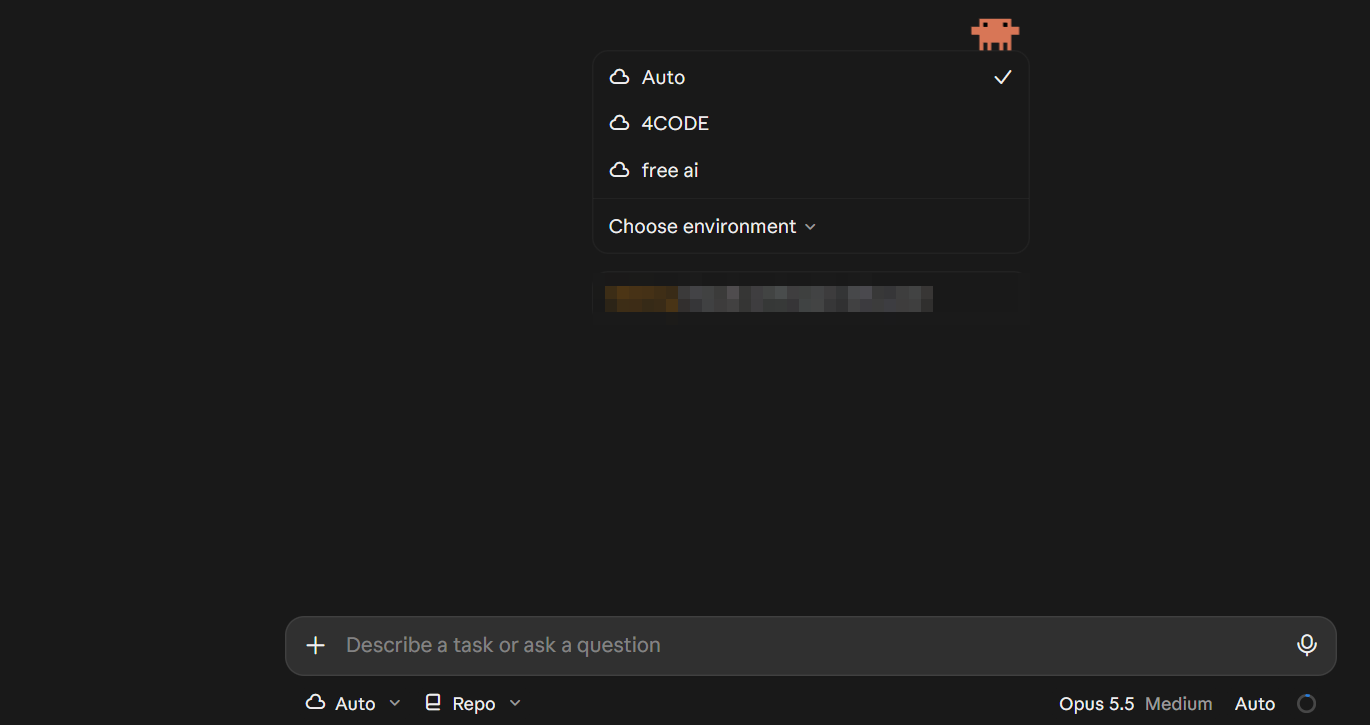 Auto
4CODE
free ai
Choose environment
Describe a task or ask a question
Auto Repo Opus 5.5 Medium Auto